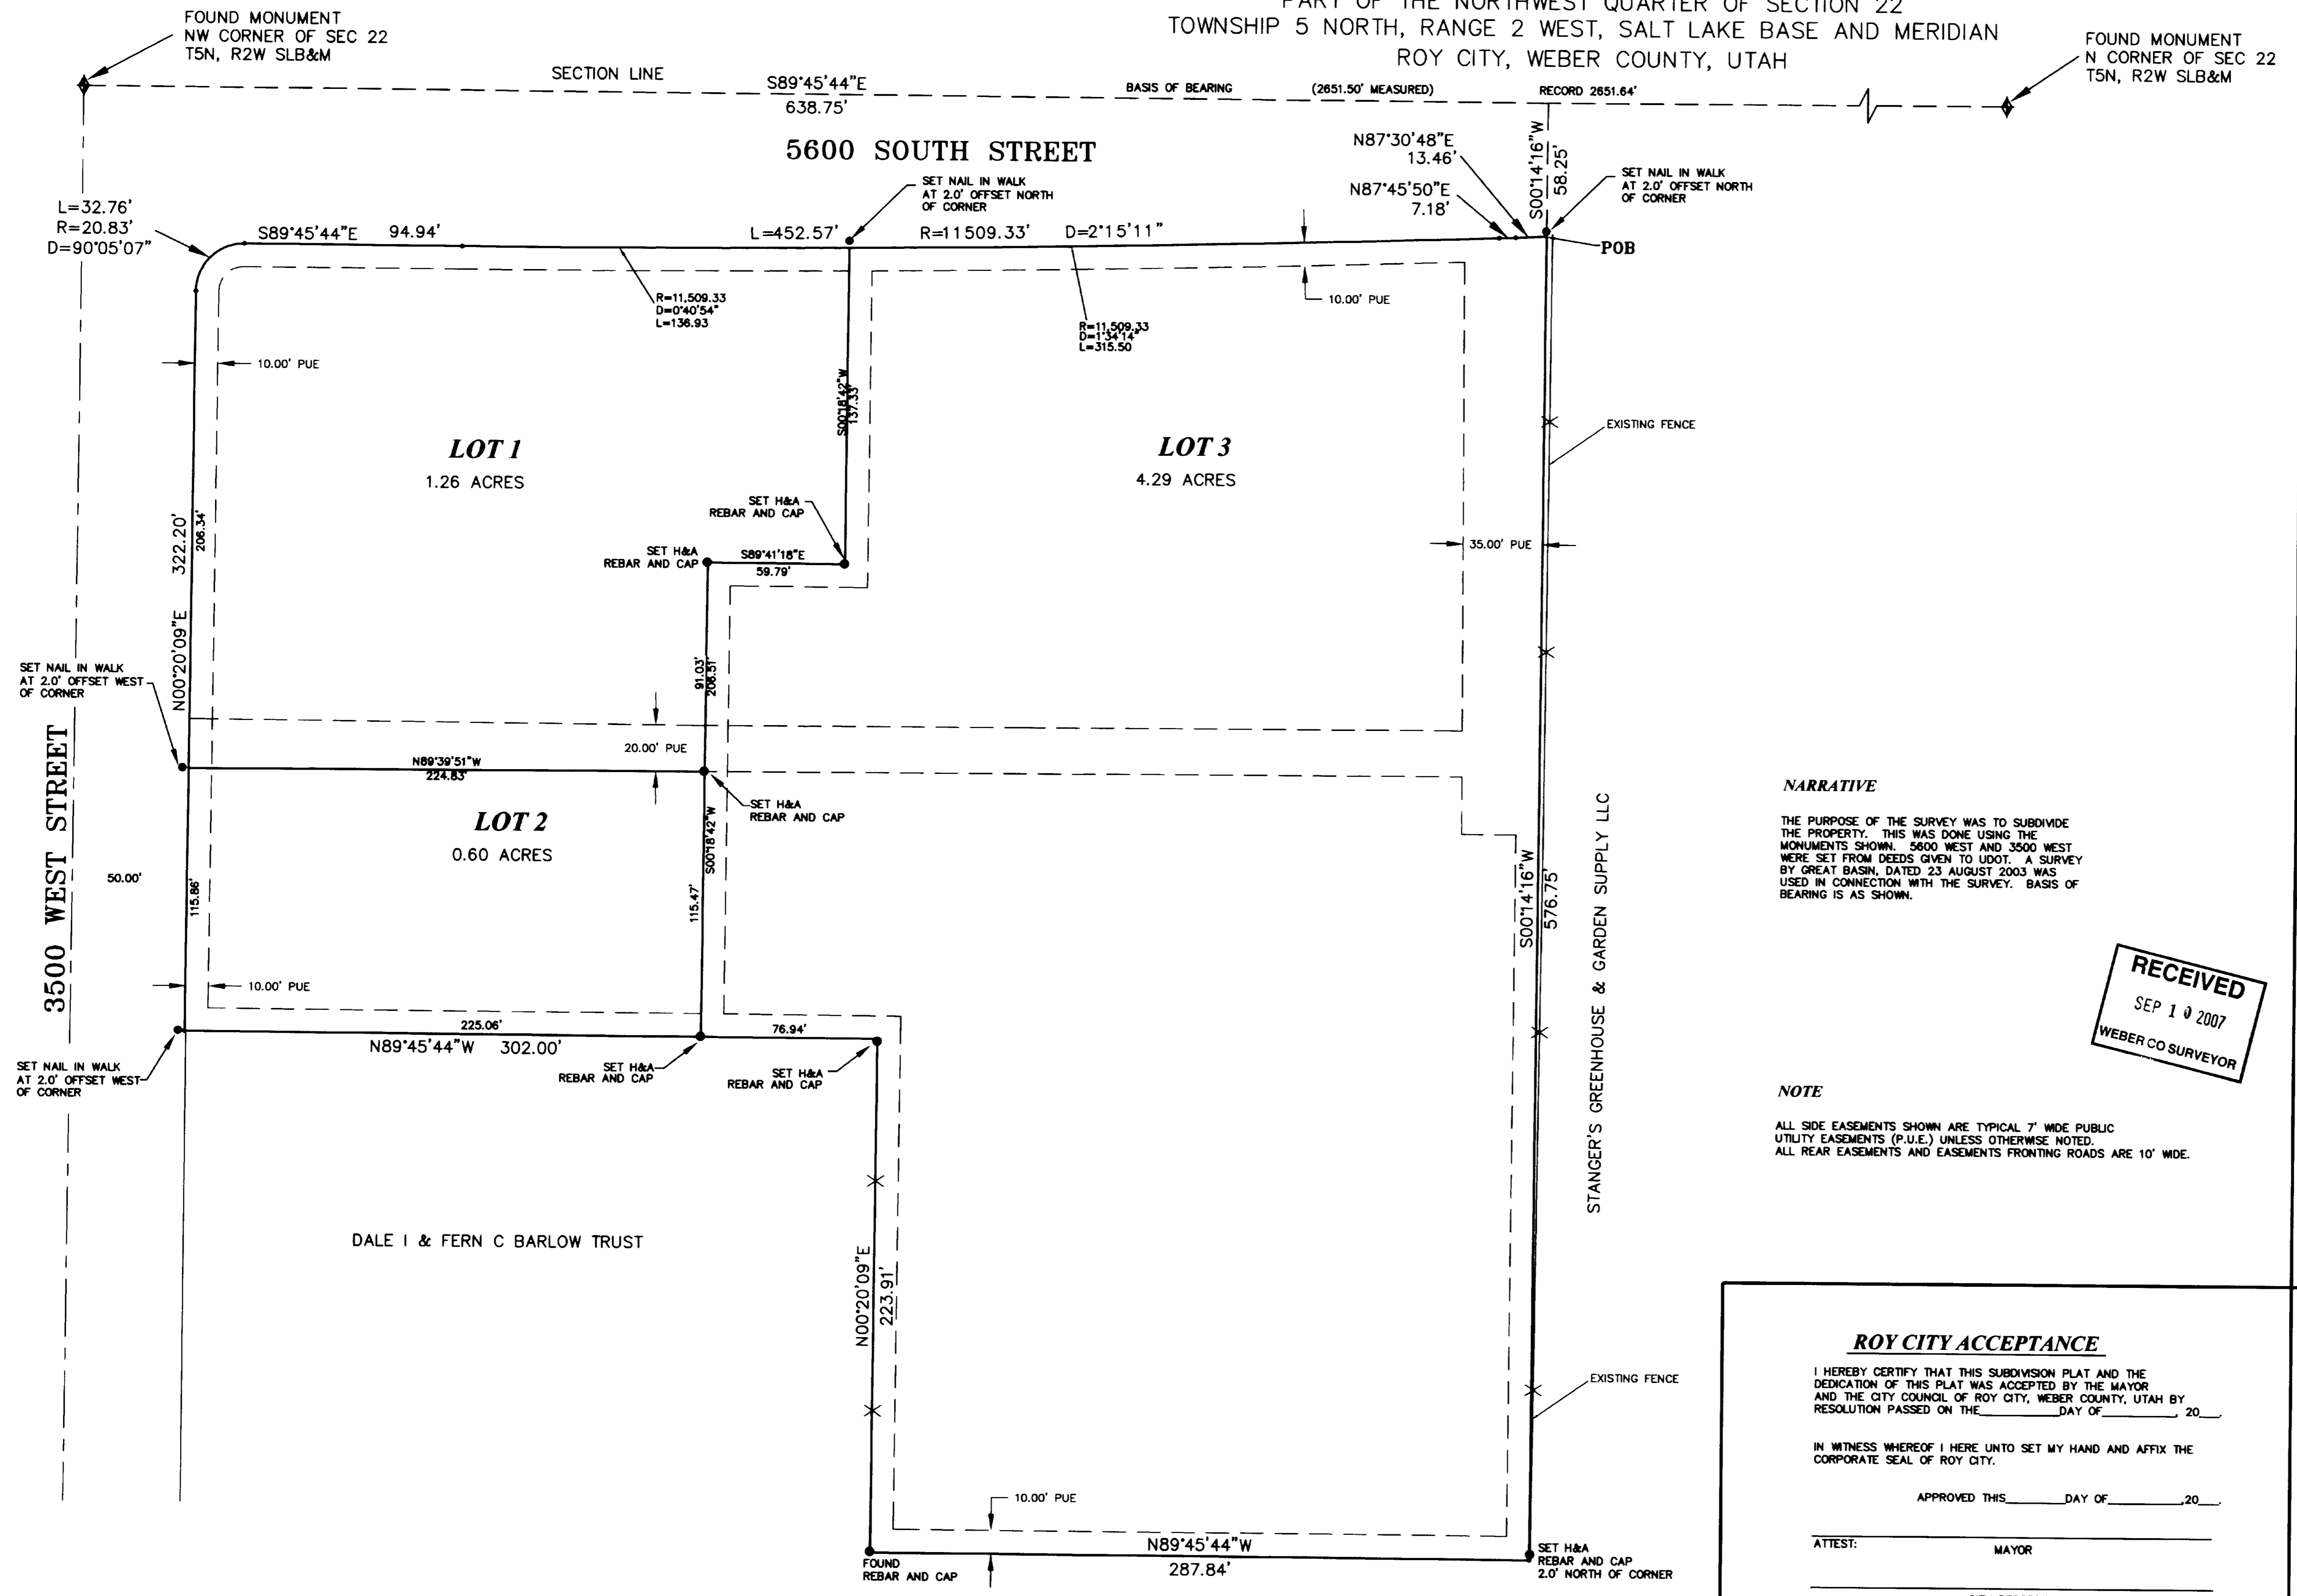 PART OF THE NORTHWEST QUARTER OF SECTION 22
TOWNSHIP 5 NORTH, RANGE 2 WEST, SALT LAKE BASE AND MERIDIAN
ROY CITY, WEBER COUNTY, UTAH
FOUND MONUMENT
NW CORNER OF SEC 22
T5N, R2W SLB&M
FOUND MONUMENT
N CORNER OF SEC 22
T5N, R2W SLB&M
SECTION LINE
S89°45'44"E
638.75'
BASIS OF BEARING
(2651.50' MEASURED)
RECORD 2651.64'
5600 SOUTH STREET
N87°30'48"E
13.46'
N87°45'50"E
7.18'
S00°14'16"W
58.25'
SET NAIL IN WALK
AT 2.0' OFFSET NORTH
OF CORNER
SET NAIL IN WALK
AT 2.0' OFFSET NORTH
OF CORNER
L=32.76'
R=20.83'
D=90°05'07"
S89°45'44"E 94.94'
L=452.57' R=11509.33' D=2°15'11"
POB
R=11,509.33
D=0°40'54"
L=136.93
R=11,509.33
D=1°34'14"
L=315.50
10.00' PUE
10.00' PUE
S00°18'42"W
137.33'
LOT 1
1.26 ACRES
LOT 3
4.29 ACRES
EXISTING FENCE
SET H&A
REBAR AND CAP
SET H&A
REBAR AND CAP
S89°41'18"E
59.79'
35.00' PUE
N00°20'09"E 322.20'
206.34'
91.03'
206.51'
SET NAIL IN WALK
AT 2.0' OFFSET WEST
OF CORNER
20.00' PUE
N89°39'51"W
224.83'
SET H&A
REBAR AND CAP
LOT 2
0.60 ACRES
3500 WEST STREET
50.00'
115.86'
S00°18'42"W
115.47'
10.00' PUE
225.06'
76.94'
N89°45'44"W 302.00'
SET NAIL IN WALK
AT 2.0' OFFSET WEST
OF CORNER
SET H&A
REBAR AND CAP
SET H&A
REBAR AND CAP
S00°14'16"W
576.75'
STANGER'S GREENHOUSE & GARDEN SUPPLY LLC
DALE I & FERN C BARLOW TRUST
N00°20'09"E
223.91'
EXISTING FENCE
10.00' PUE
N89°45'44"W
287.84'
FOUND
REBAR AND CAP
SET H&A
REBAR AND CAP
2.0' NORTH OF CORNER
NARRATIVE
THE PURPOSE OF THE SURVEY WAS TO SUBDIVIDE
THE PROPERTY. THIS WAS DONE USING THE
MONUMENTS SHOWN. 5600 WEST AND 3500 WEST
WERE SET FROM DEEDS GIVEN TO UDOT. A SURVEY
BY GREAT BASIN, DATED 23 AUGUST 2003 WAS
USED IN CONNECTION WITH THE SURVEY. BASIS OF
BEARING IS AS SHOWN.
RECEIVED
SEP 10 2007
WEBER CO SURVEYOR
NOTE
ALL SIDE EASEMENTS SHOWN ARE TYPICAL 7' WIDE PUBLIC
UTILITY EASEMENTS (P.U.E.) UNLESS OTHERWISE NOTED.
ALL REAR EASEMENTS AND EASEMENTS FRONTING ROADS ARE 10' WIDE.
ROY CITY ACCEPTANCE
I HEREBY CERTIFY THAT THIS SUBDIVISION PLAT AND THE
DEDICATION OF THIS PLAT WAS ACCEPTED BY THE MAYOR
AND THE CITY COUNCIL OF ROY CITY, WEBER COUNTY, UTAH BY
RESOLUTION PASSED ON THE________DAY OF________, 20__.
IN WITNESS WHEREOF I HERE UNTO SET MY HAND AND AFFIX THE
CORPORATE SEAL OF ROY CITY.
APPROVED THIS______DAY OF________,20__.
ATTEST:
MAYOR